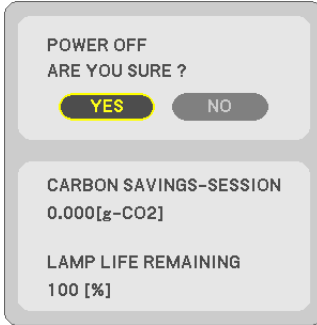 POWER OFF
ARE YOU SURE ?
YES NO
CARBON SAVINGS-SESSION
0.000[g-CO2]
LAMP LIFE REMAINING
100 [%]